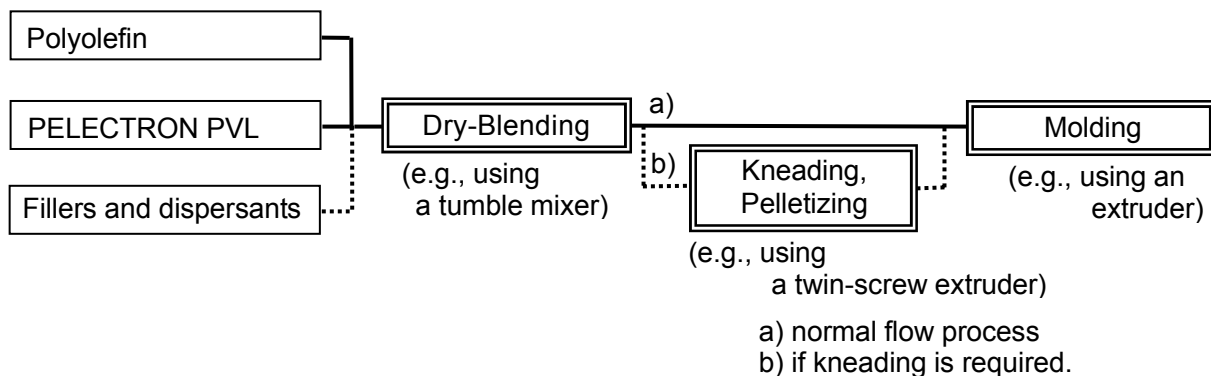 Polyolefin
PELECTRON PVL
Fillers and dispersants
Dry-Blending
(e.g., using
a tumble mixer)
a)
b)
Kneading,
Pelletizing
(e.g., using
a twin-screw extruder)
Molding
(e.g., using an
extruder)
a) normal flow process
b) if kneading is required.